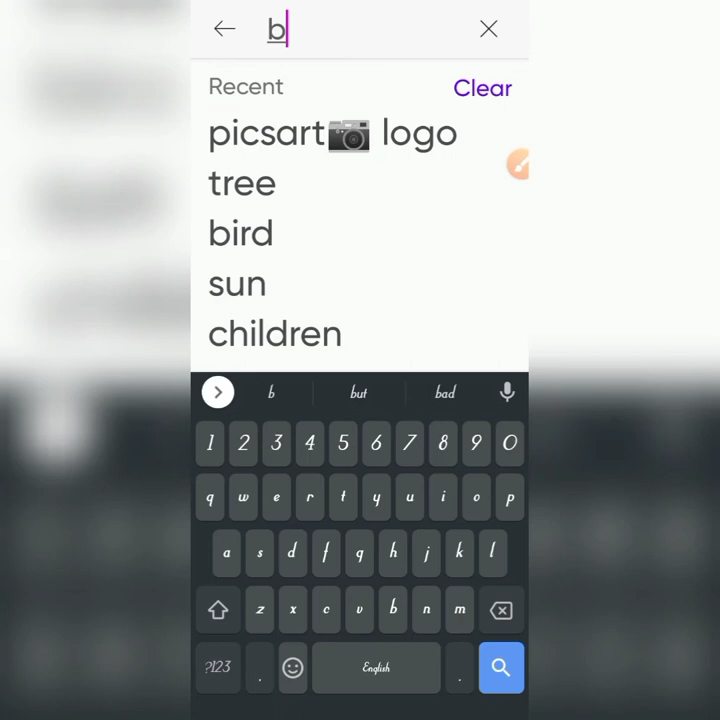 b
Recent Clear
picsart📷 logo
tree
bird
sun
children
b but bad
1 2 3 4 5 6 7 8 9 0
q w e r t y u i o p
a s d f g h j k l
z x c v b n m
?123 . English .